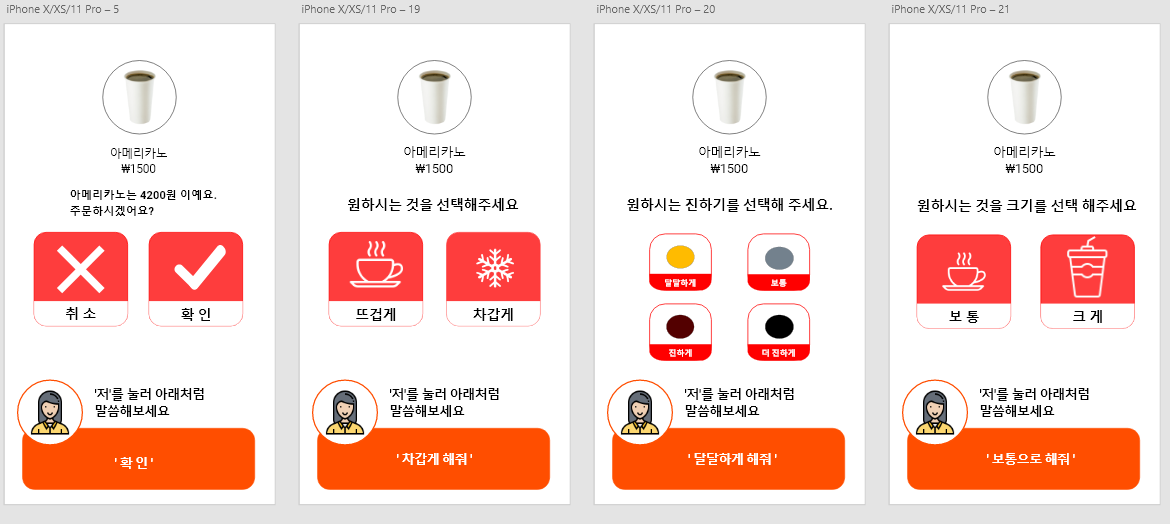 iPhone X/XS/11 Pro – 5
아메리카노
₩1500
아메리카노는 4200원 이예요.
주문하시겠어요?
취 소
확 인
'저'를 눌러 아래처럼
말씀해보세요
' 확 인 '
iPhone X/XS/11 Pro – 19
아메리카노
₩1500
원하시는 것을 선택해주세요
뜨겁게
차갑게
'저'를 눌러 아래처럼
말씀해보세요
' 차갑게 해줘 '
iPhone X/XS/11 Pro – 20
아메리카노
₩1500
원하시는 진하기를 선택해 주세요.
달달하게
보통
진하게
더 진하게
'저'를 눌러 아래처럼
말씀해보세요
' 달달하게 해줘 '
iPhone X/XS/11 Pro – 21
아메리카노
₩1500
원하시는 것을 크기를 선택 해주세요
보 통
크 게
'저'를 눌러 아래처럼
말씀해보세요
' 보통으로 해줘 '